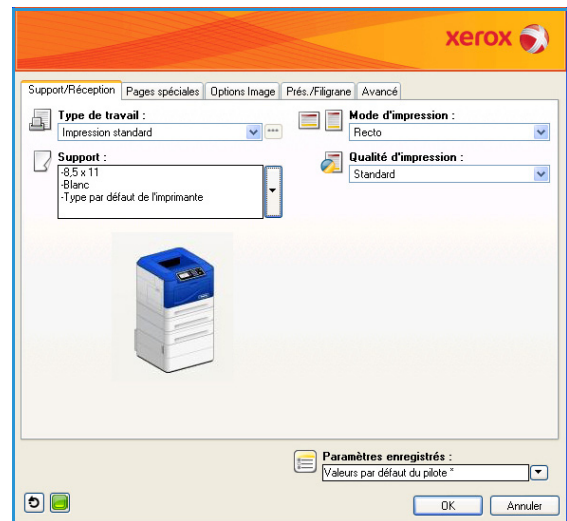 xerox
Support/Réception Pages spéciales Options Image Prés./Filigrane Avancé
Type de travail :
Impression standard
Mode d'impression :
Recto
Support :
-8,5 x 11
-Blanc
-Type par défaut de l'imprimante
Qualité d'impression :
Standard
Paramètres enregistrés :
Valeurs par défaut du pilote *
OK Annuler